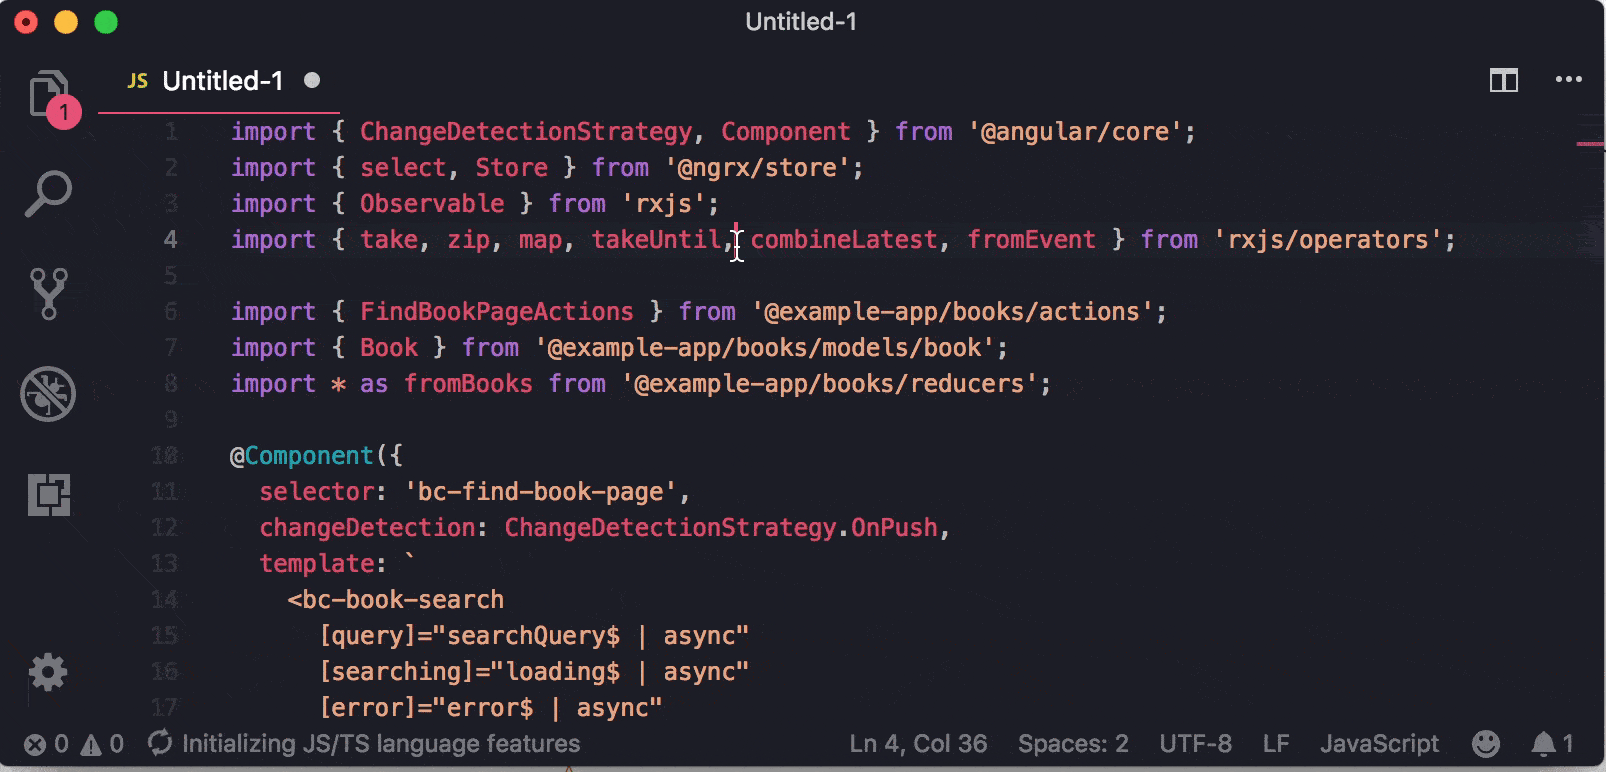 Untitled-1
JS Untitled-1
1
1 import { ChangeDetectionStrategy, Component } from '@angular/core';
2 import { select, Store } from '@ngrx/store';
3 import { Observable } from 'rxjs';
4 import { take, zip, map, takeUntil, combineLatest, fromEvent } from 'rxjs/operators';
5
6 import { FindBookPageActions } from '@example-app/books/actions';
7 import { Book } from '@example-app/books/models/book';
8 import * as fromBooks from '@example-app/books/reducers';
9
10 @Component({
11 selector: 'bc-find-book-page',
12 changeDetection: ChangeDetectionStrategy.OnPush,
13 template: `
14 <bc-book-search
15 [query]="searchQuery$ | async"
16 [searching]="loading$ | async"
17 [error]="error$ | async"
0 0 Initializing JS/TS language features Ln 4, Col 36 Spaces: 2 UTF-8 LF JavaScript 1